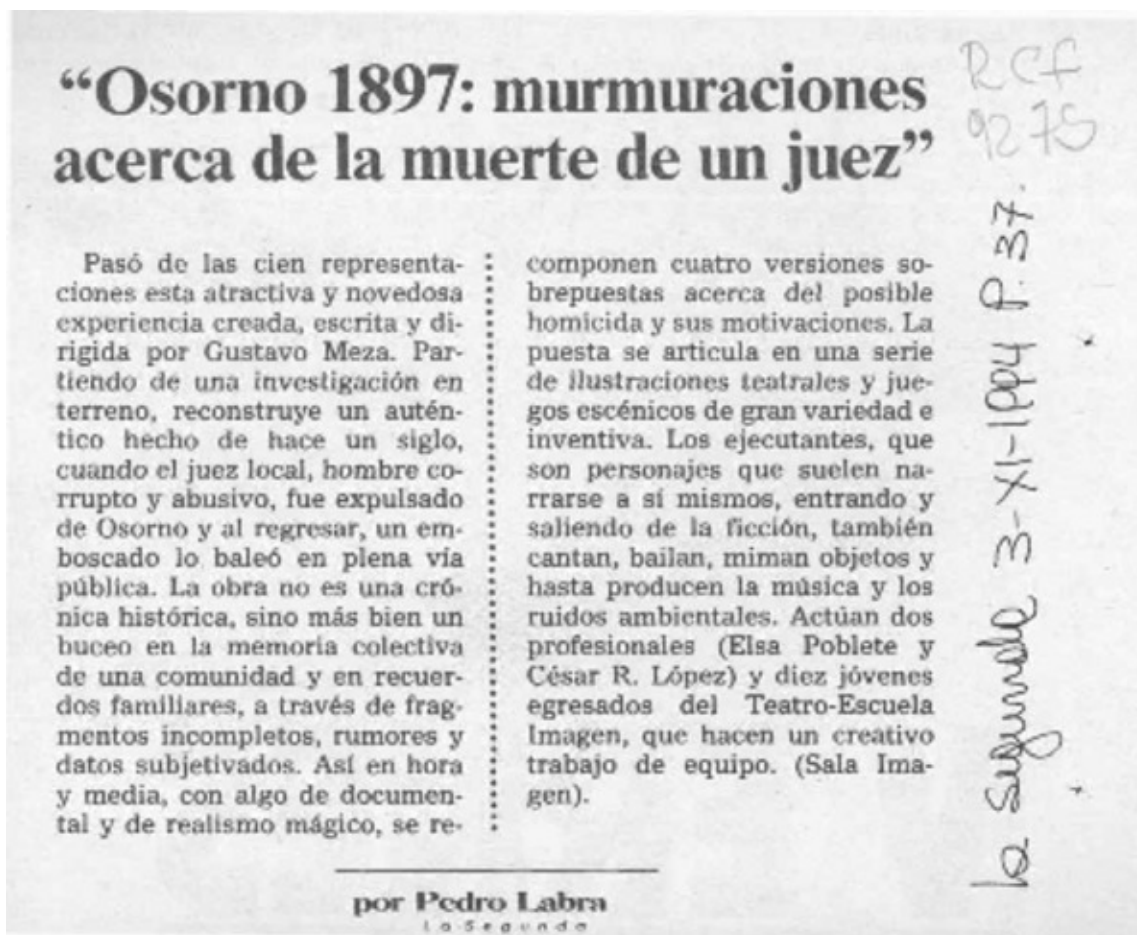 “Osorno 1897: murmuraciones
acerca de la muerte de un juez”
Pasó de las cien representa-
ciones esta atractiva y novedosa
experiencia creada, escrita y di-
rigida por Gustavo Meza. Par-
tiendo de una investigación en
terreno, reconstruye un autén-
tico hecho de hace un siglo,
cuando el juez local, hombre co-
rrupto y abusivo, fue expulsado
de Osorno y al regresar, un em-
boscado lo baleó en plena vía
pública. La obra no es una cró-
nica histórica, sino más bien un
buceo en la memoria colectiva
de una comunidad y en recuer-
dos familiares, a través de frag-
mentos incompletos, rumores y
datos subjetivados. Así en hora
y media, con algo de documen-
tal y de realismo mágico, se re-
componen cuatro versiones so-
brepuestas acerca del posible
homicida y sus motivaciones. La
puesta se articula en una serie
de ilustraciones teatrales y jue-
gos escénicos de gran variedad e
inventiva. Los ejecutantes, que
son personajes que suelen na-
rrarse a sí mismos, entrando y
saliendo de la ficción, también
cantan, bailan, miman objetos y
hasta producen la música y los
ruidos ambientales. Actúan dos
profesionales (Elsa Poblete y
César R. López) y diez jóvenes
egresados del Teatro-Escuela
Imagen, que hacen un creativo
trabajo de equipo. (Sala Ima-
gen).
por Pedro Labra
La Segunda
La Segunda 3-XI-1994 P. 37.